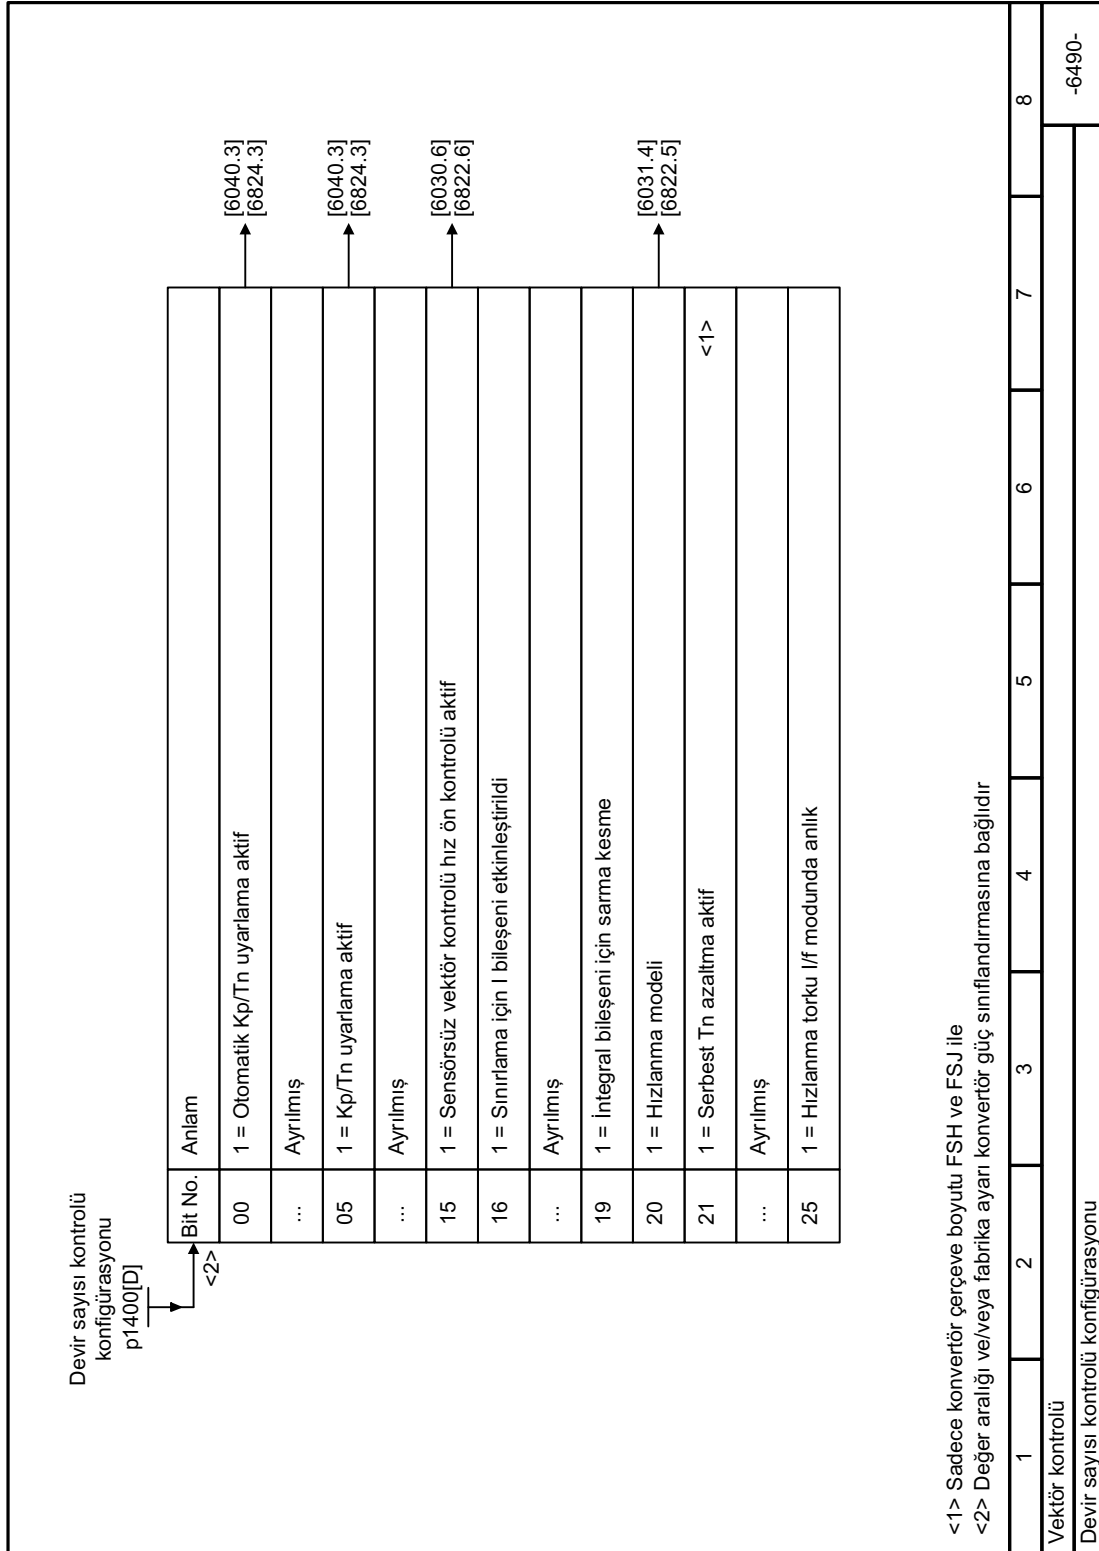 Devir sayısı kontrolü
konfigürasyonu
p1400[D]
<2>
Bit No. Anlam
00 1 = Otomatik Kp/Tn uyarlama aktif [6040.3] [6824.3]
... Ayrılmış
05 1 = Kp/Tn uyarlama aktif [6040.3] [6824.3]
... Ayrılmış
15 1 = Sensörsüz vektör kontrolü hız ön kontrolü aktif [6030.6] [6822.6]
16 1 = Sınırlama için I bileşeni etkinleştirildi
... Ayrılmış
19 1 = İntegral bileşeni için sarma kesme
20 1 = Hızlanma modeli [6031.4] [6822.5]
21 1 = Serbest Tn azaltma aktif <1>
... Ayrılmış
25 1 = Hızlanma torku I/f modunda anlık
<1> Sadece konvertör çerçeve boyutu FSH ve FSJ ile
<2> Değer aralığı ve/veya fabrika ayarı konvertör güç sınıflandırmasına bağlıdır
1 2 3 4 5 6 7 8
Vektör kontrolü
-6490-
Devir sayısı kontrolü konfigürasyonu